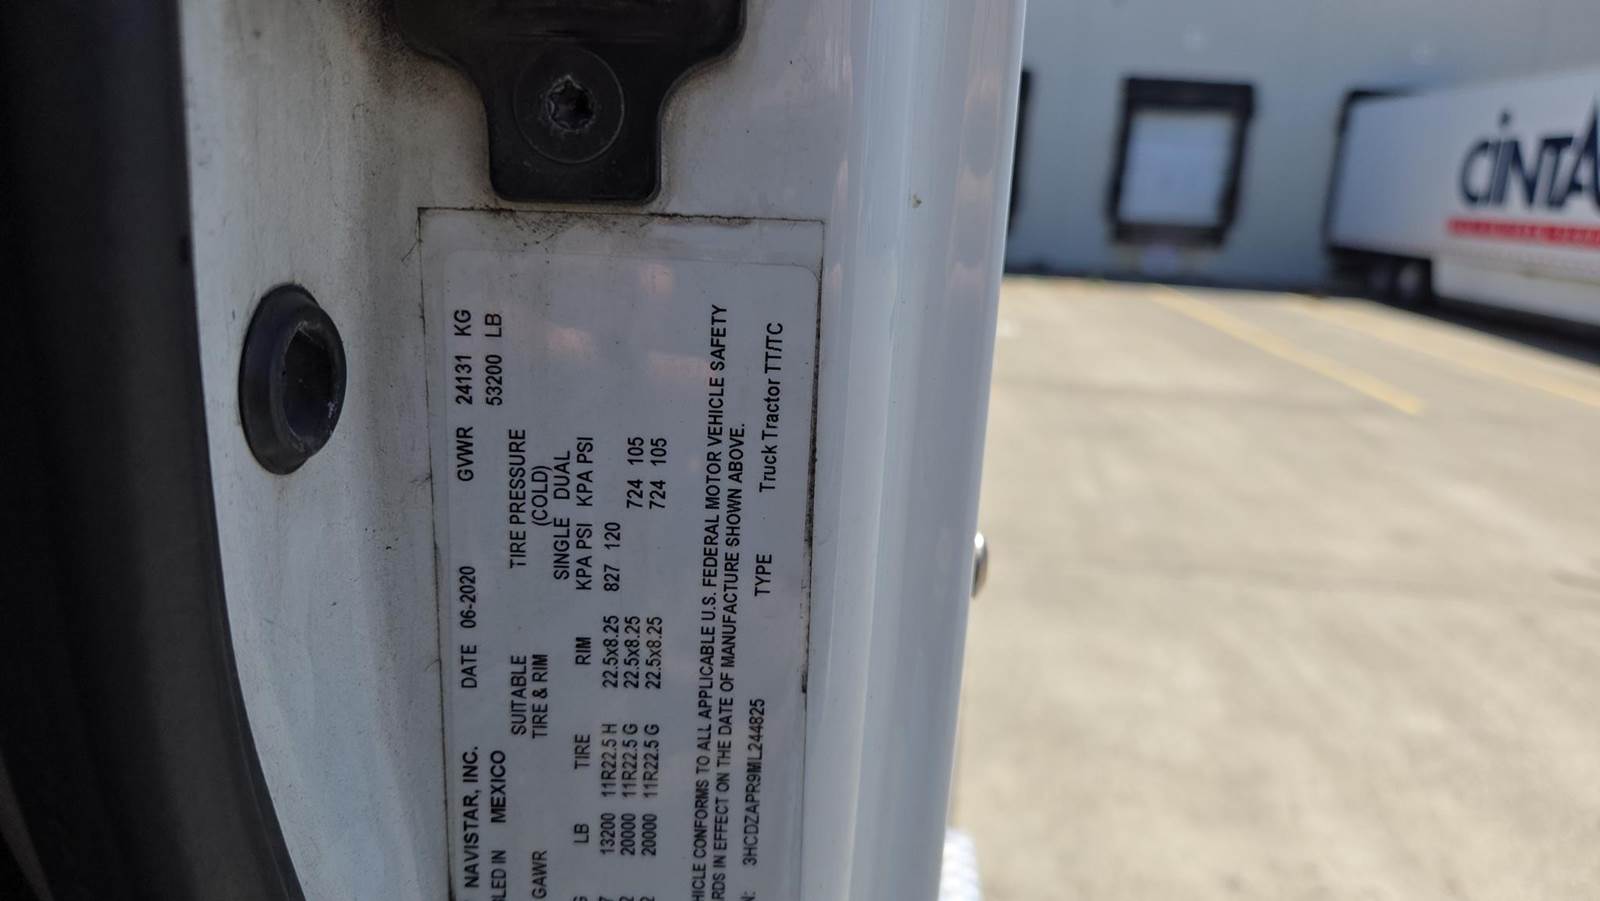 NAVISTAR, INC. DATE 06-2020 GVWR 24131 KG
BLED IN MEXICO 53200 LB
SUITABLE TIRE PRESSURE
GAWR TIRE & RIM (COLD)
SINGLE DUAL
G LB TIRE RIM KPA PSI KPA PSI
7 13200 11R22.5 H 22.5x8.25 827 120
2 20000 11R22.5 G 22.5x8.25 724 105
2 20000 11R22.5 G 22.5x8.25 724 105
HICLE CONFORMS TO ALL APPLICABLE U.S. FEDERAL MOTOR VEHICLE SAFETY
RDS IN EFFECT ON THE DATE OF MANUFACTURE SHOWN ABOVE.
N: 3HCDZAPR9ML244825 TYPE Truck Tractor TT/TC
CINTA